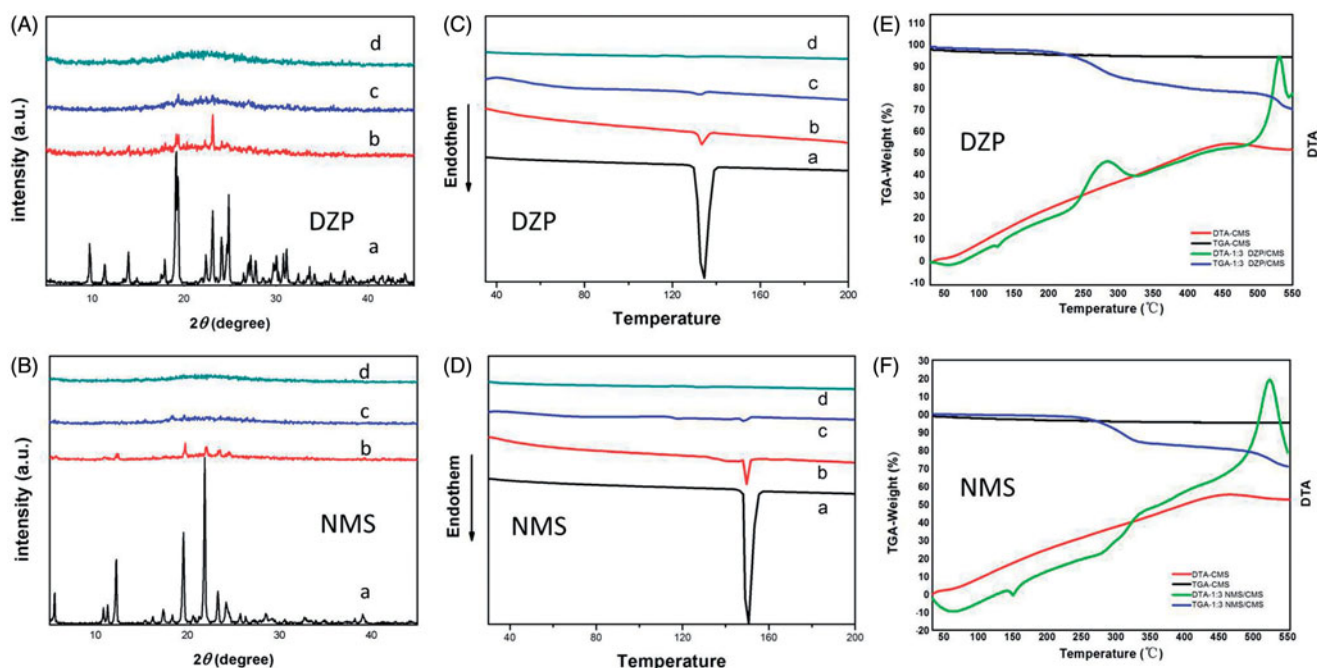 (A)
d
c
b
DZP
a
intensity (a.u.)
10 20 30 40
2θ (degree)
(C)
d
c
b
a
Endothem
DZP
40 80 120 160 200
Temperature
(E)
110
100
90
80
70
60
50
40
30
20
10
0
-10
TGA-Weight (%)
DZP
DTA
DTA-CMS
TGA-CMS
DTA-1:3 DZP/CMS
TGA-1:3 DZP/CMS
50 100 150 200 250 300 350 400 450 500 550
Temperature (℃)
(B)
d
c
b
NMS
a
intensity (a.u.)
10 20 30 40
2θ (degree)
(D)
d
c
b
a
Endothem
NMS
40 80 120 160 200
Temperature
(F)
30
20
10
00
90
80
70
60
50
40
30
20
10
0
-10
-20
TGA-Weight (%)
NMS
DTA
DTA-CMS
TGA-CMS
DTA-1:3 NMS/CMS
TGA-1:3 NMS/CMS
50 100 150 200 250 300 350 400 450 500 550
Temperature (℃)